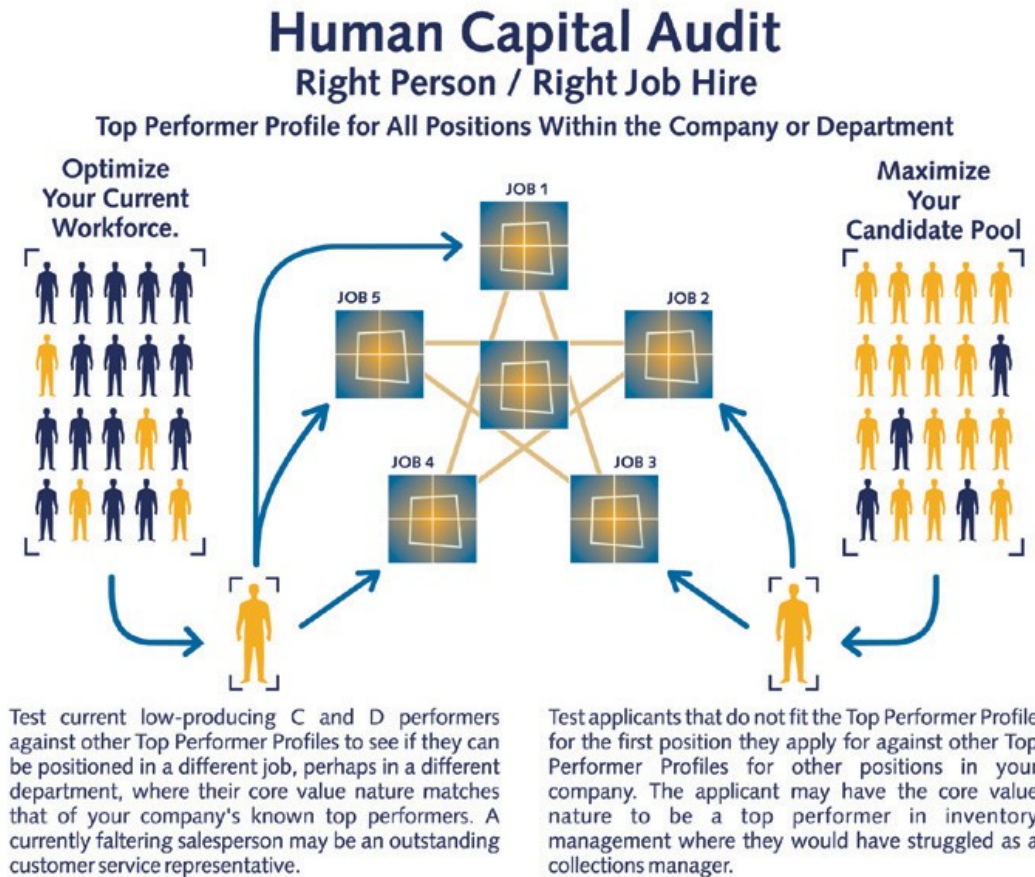 Human Capital Audit
Right Person / Right Job Hire
Top Performer Profile for All Positions Within the Company or Department
Optimize
Your Current
Workforce.
JOB 1
JOB 5
JOB 2
JOB 4
JOB 3
Maximize
Your
Candidate Pool
Test current low-producing C and D performers
against other Top Performer Profiles to see if they can
be positioned in a different job, perhaps in a different
department, where their core value nature matches
that of your company's known top performers. A
currently faltering salesperson may be an outstanding
customer service representative.
Test applicants that do not fit the Top Performer Profile
for the first position they apply for against other Top
Performer Profiles for other positions in your
company. The applicant may have the core value
nature to be a top performer in inventory
management where they would have struggled as a
collections manager.